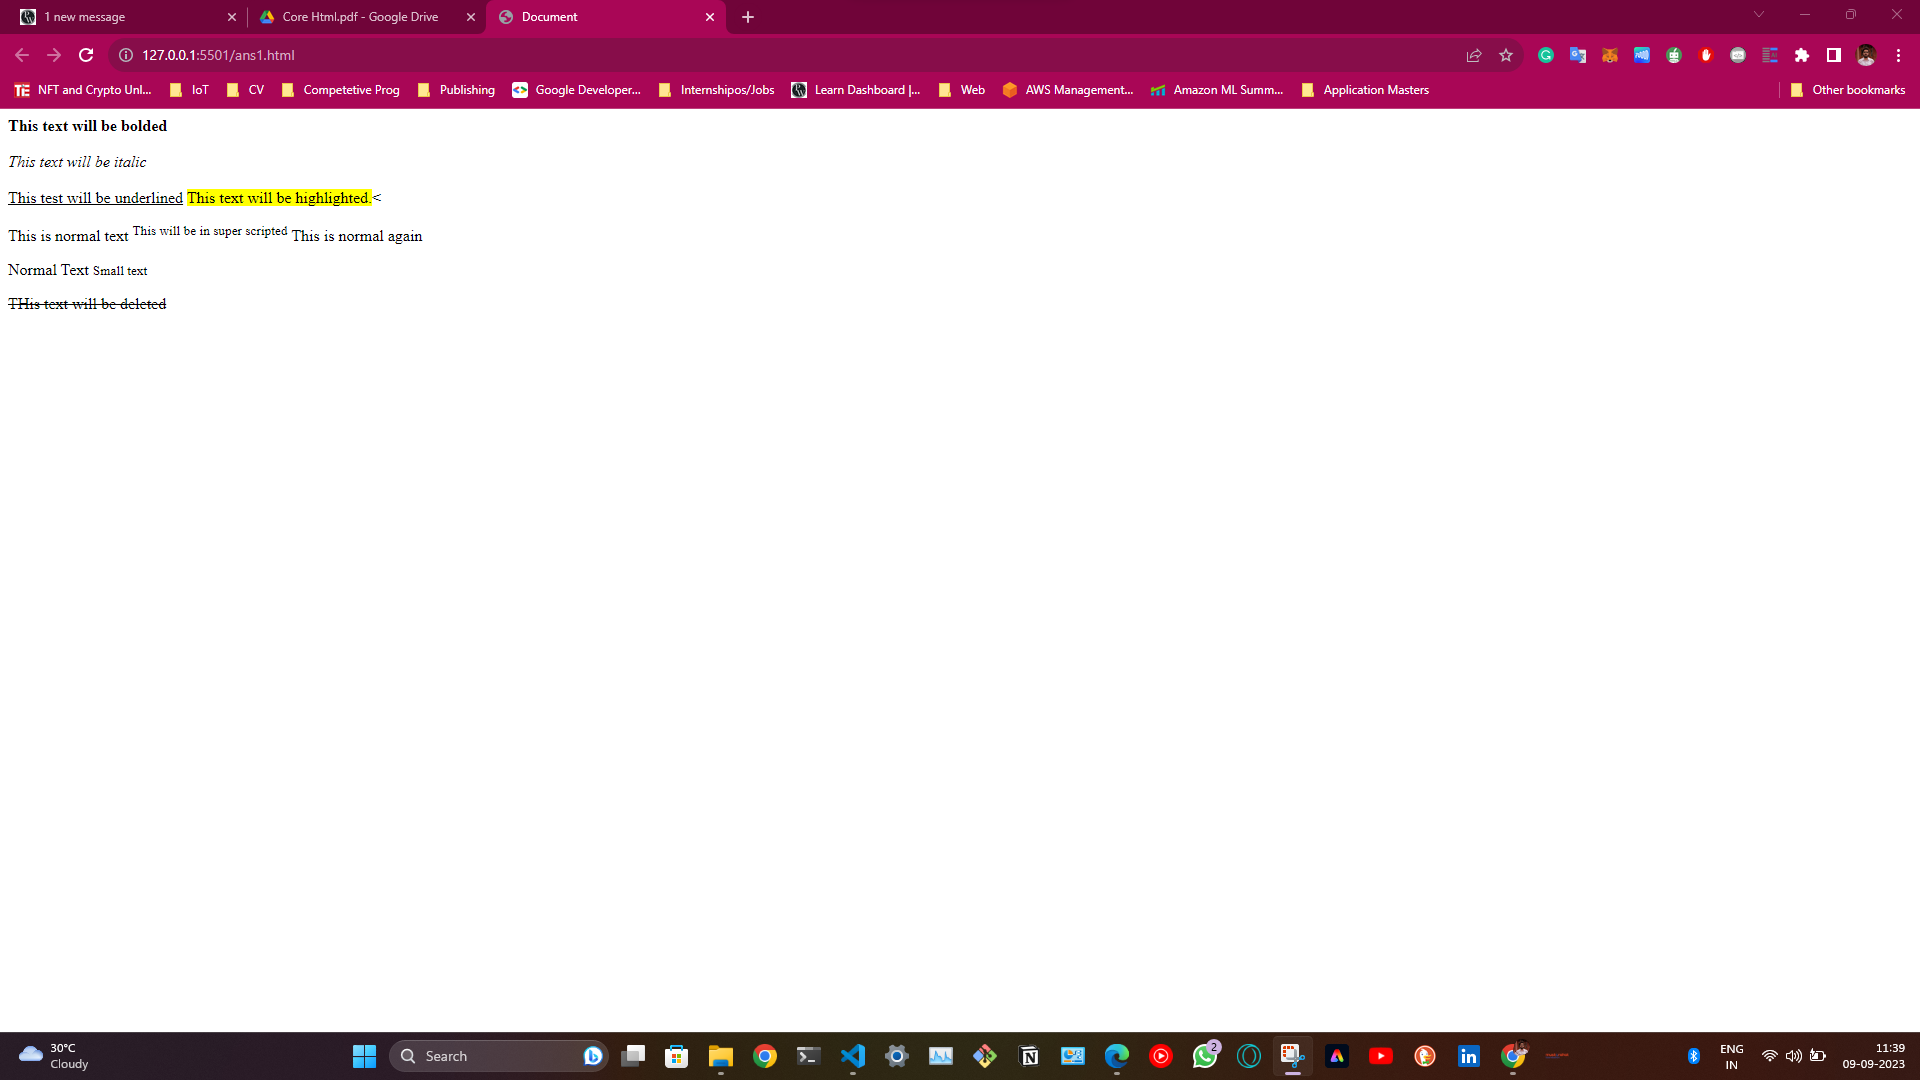 1 new message
Core Html.pdf - Google Drive
Document
127.0.0.1:5501/ans1.html
NFT and Crypto Unl...
IoT
CV
Competetive Prog
Publishing
Google Developer...
Internshipos/Jobs
Learn Dashboard |...
Web
AWS Management...
Amazon ML Summ...
Application Masters
Other bookmarks
This text will be bolded
This text will be italic
This test will be underlined This text will be highlighted.<
This is normal text This will be in super scripted This is normal again
Normal Text Small text
THis text will be deleted
30°C
Cloudy
Search
2
ENG
IN
11:39
09-09-2023